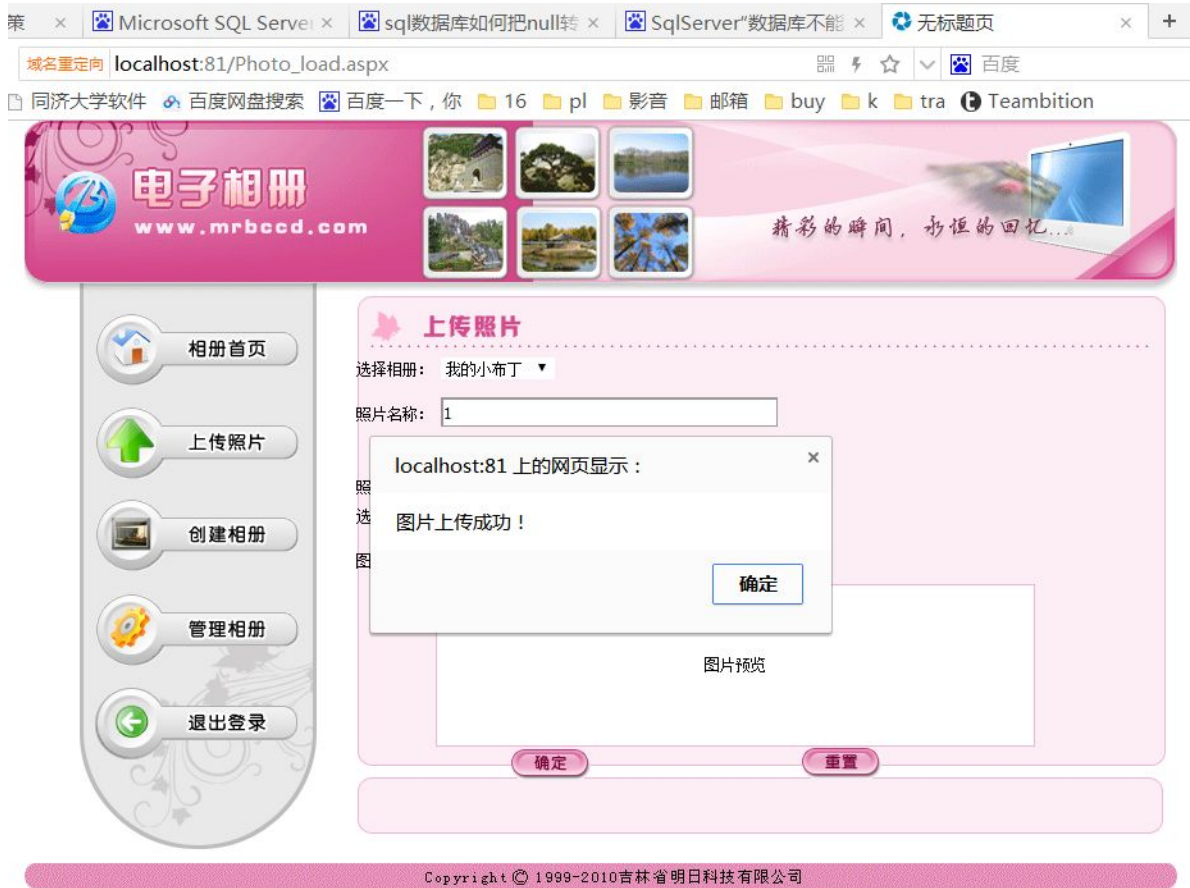 策 × Microsoft SQL Server × sql数据库如何把null转 × SqlServer“数据库不能 × 无标题页 × +
域名重定向 localhost:81/Photo_load.aspx 百度
同济大学软件 百度网盘搜索 百度一下，你 16 pl 影音 邮箱 buy k tra Teambition
电子相册
www.mrbccd.com
精彩的瞬间，永恒的回忆...
相册首页
上传照片
创建相册
管理相册
退出登录
上传照片
选择相册： 我的小布丁
照片名称： 1
照
选
图
localhost:81 上的网页显示： ×
图片上传成功！
确定
图片预览
确定 重置
Copyright © 1999-2010吉林省明日科技有限公司